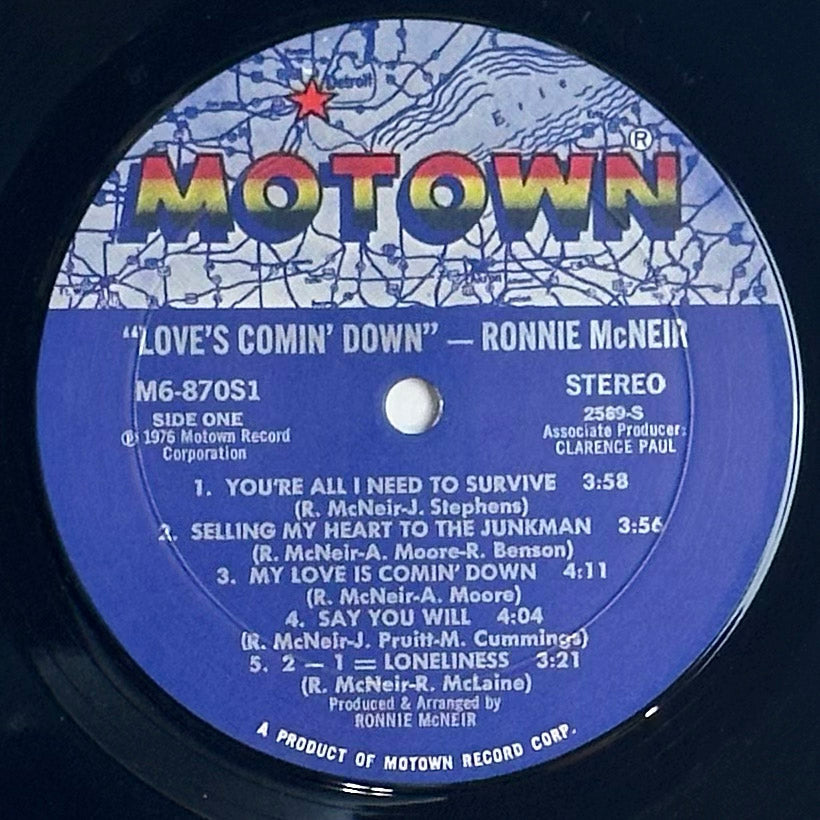 Detroit
Erie
MOTOWN®
"LOVE'S COMIN' DOWN" — RONNIE McNEIR
M6-870S1 STEREO
SIDE ONE 2589-S
℗ 1976 Motown Record Associate Producer:
Corporation CLARENCE PAUL
1. YOU'RE ALL I NEED TO SURVIVE 3:58
(R. McNeir-J. Stephens)
2. SELLING MY HEART TO THE JUNKMAN 3:56
(R. McNeir-A. Moore-R. Benson)
3. MY LOVE IS COMIN' DOWN 4:11
(R. McNeir-A. Moore)
4. SAY YOU WILL 4:04
(R. McNeir-J. Pruitt-M. Cummings)
5. 2 — 1 = LONELINESS 3:21
(R. McNeir-R. McLaine)
Produced & Arranged by
RONNIE McNEIR
A PRODUCT OF MOTOWN RECORD CORP.